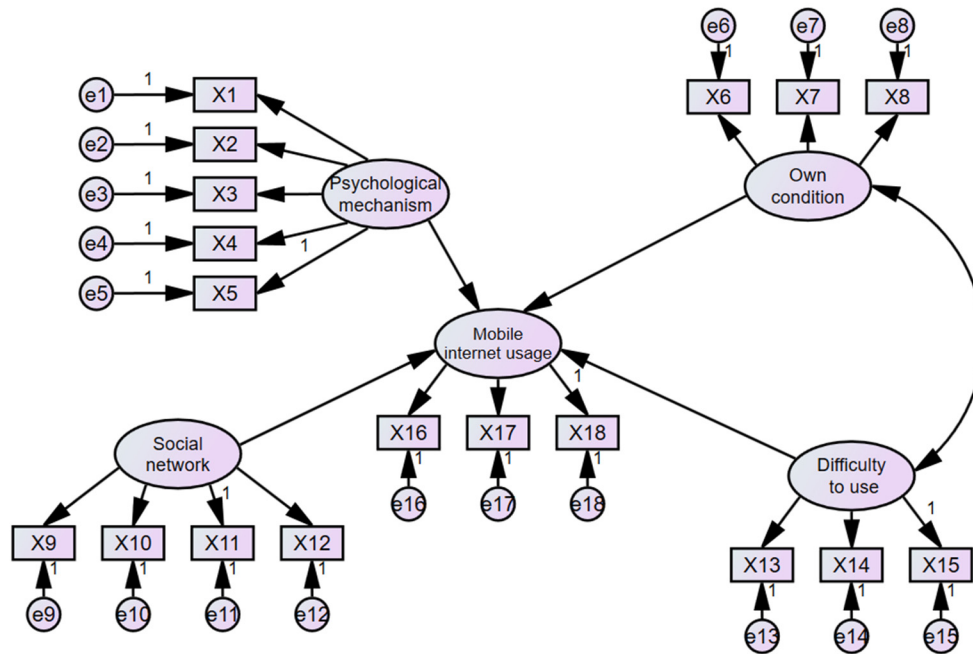 e6 e7 e8
1 1 1
X6 X7 X8
e1 1 X1
e2 1 X2
e3 1 X3
e4 1 X4
1
e5 1 X5
Psychological
mechanism
Own
condition
Mobile
internet usage
1
X16 X17 X18
1 1 1
e16 e17 e18
Social
network
1
X9 X10 X11 X12
1 1 1 1
e9 e10 e11 e12
Difficulty
to use
1
X13 X14 X15
1 1 1
e13 e14 e15